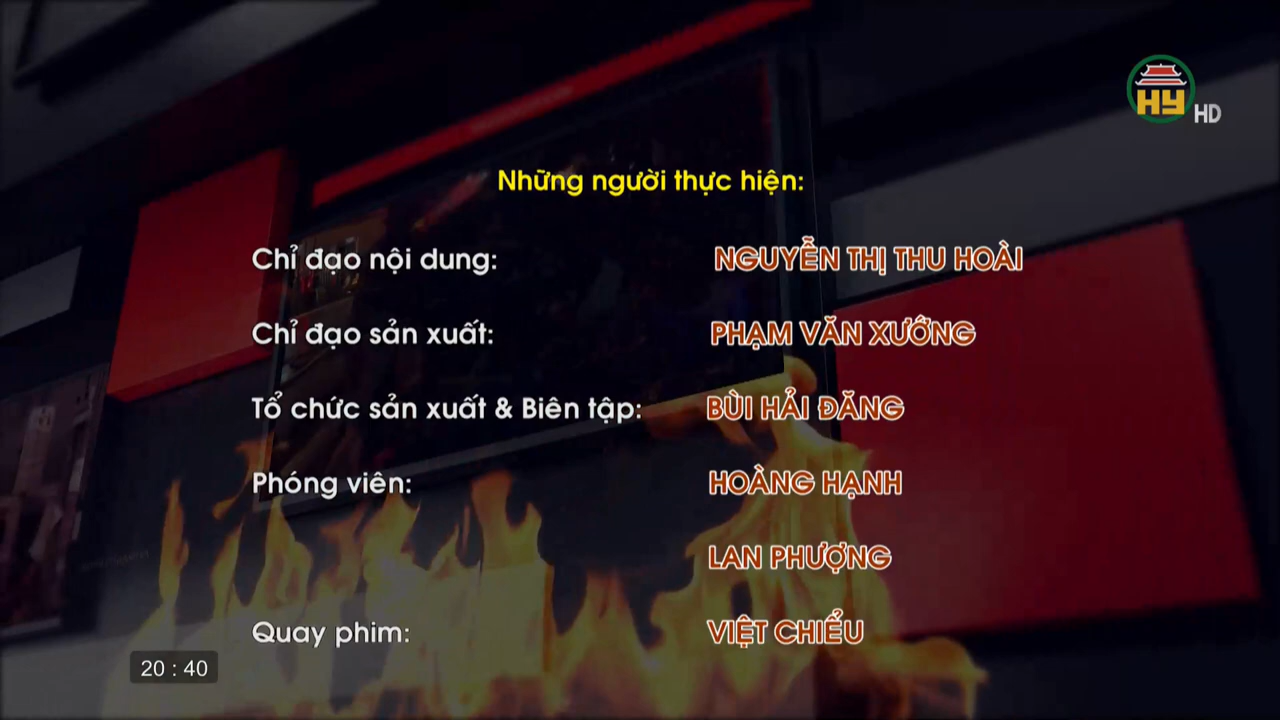 HY HD
Những người thực hiện:
Chỉ đạo nội dung: NGUYỄN THỊ THU HOÀI
Chỉ đạo sản xuất: PHẠM VĂN XƯỚNG
Tổ chức sản xuất & Biên tập: BÙI HẢI ĐĂNG
Phóng viên: HOÀNG HẠNH
LAN PHƯỢNG
Quay phim: VIỆT CHIỂU
20 : 40